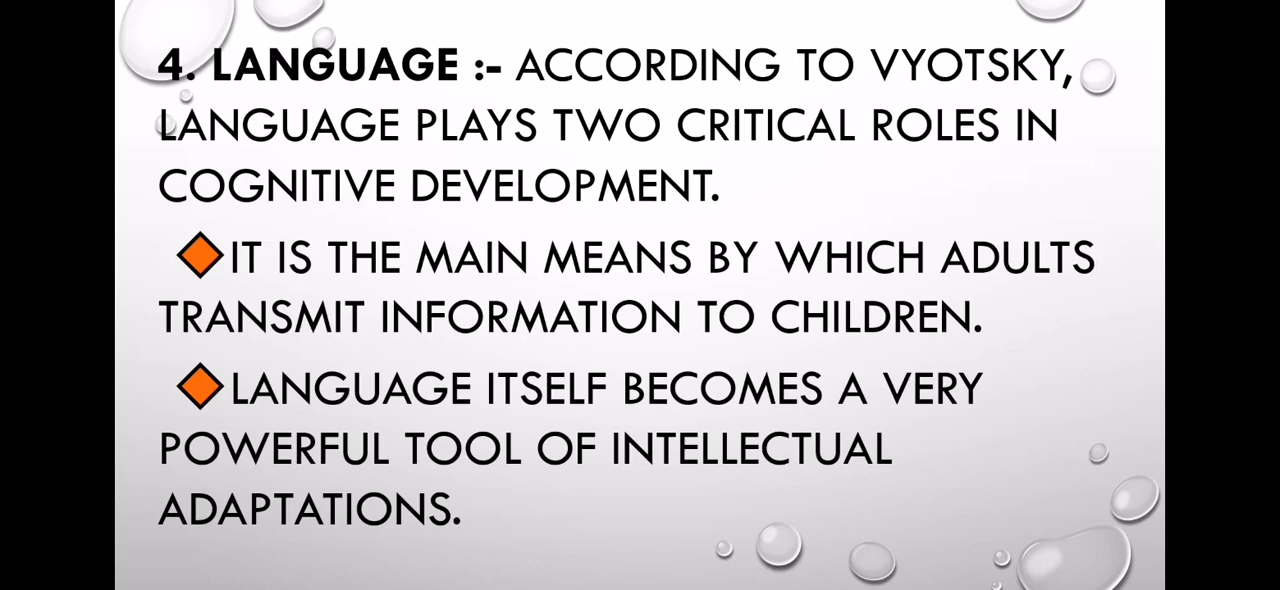 4. LANGUAGE :- ACCORDING TO VYOTSKY,
LANGUAGE PLAYS TWO CRITICAL ROLES IN
COGNITIVE DEVELOPMENT.
🔶IT IS THE MAIN MEANS BY WHICH ADULTS
TRANSMIT INFORMATION TO CHILDREN.
🔶LANGUAGE ITSELF BECOMES A VERY
POWERFUL TOOL OF INTELLECTUAL
ADAPTATIONS.